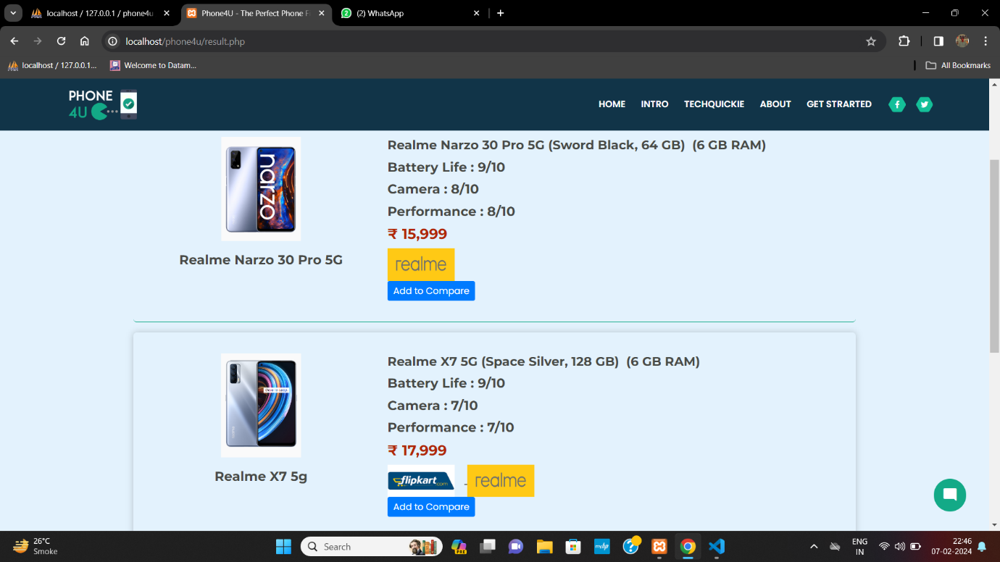 localhost / 127.0.0.1 / phone4u
Phone4U - The Perfect Phone F
(2) WhatsApp
localhost/phone4u/result.php
localhost / 127.0.0.1...
Welcome to Datam...
All Bookmarks
PHONE
4U
HOME
INTRO
TECHQUICKIE
ABOUT
GET STRARTED
narzo
Realme Narzo 30 Pro 5G
Realme Narzo 30 Pro 5G (Sword Black, 64 GB) (6 GB RAM)
Battery Life : 9/10
Camera : 8/10
Performance : 8/10
₹ 15,999
realme
Add to Compare
Realme X7 5g
Realme X7 5G (Space Silver, 128 GB) (6 GB RAM)
Battery Life : 9/10
Camera : 7/10
Performance : 7/10
₹ 17,999
flipkart.com
realme
Add to Compare
26°C
Smoke
Search
PRE
myhp
ENG
IN
22:46
07-02-2024